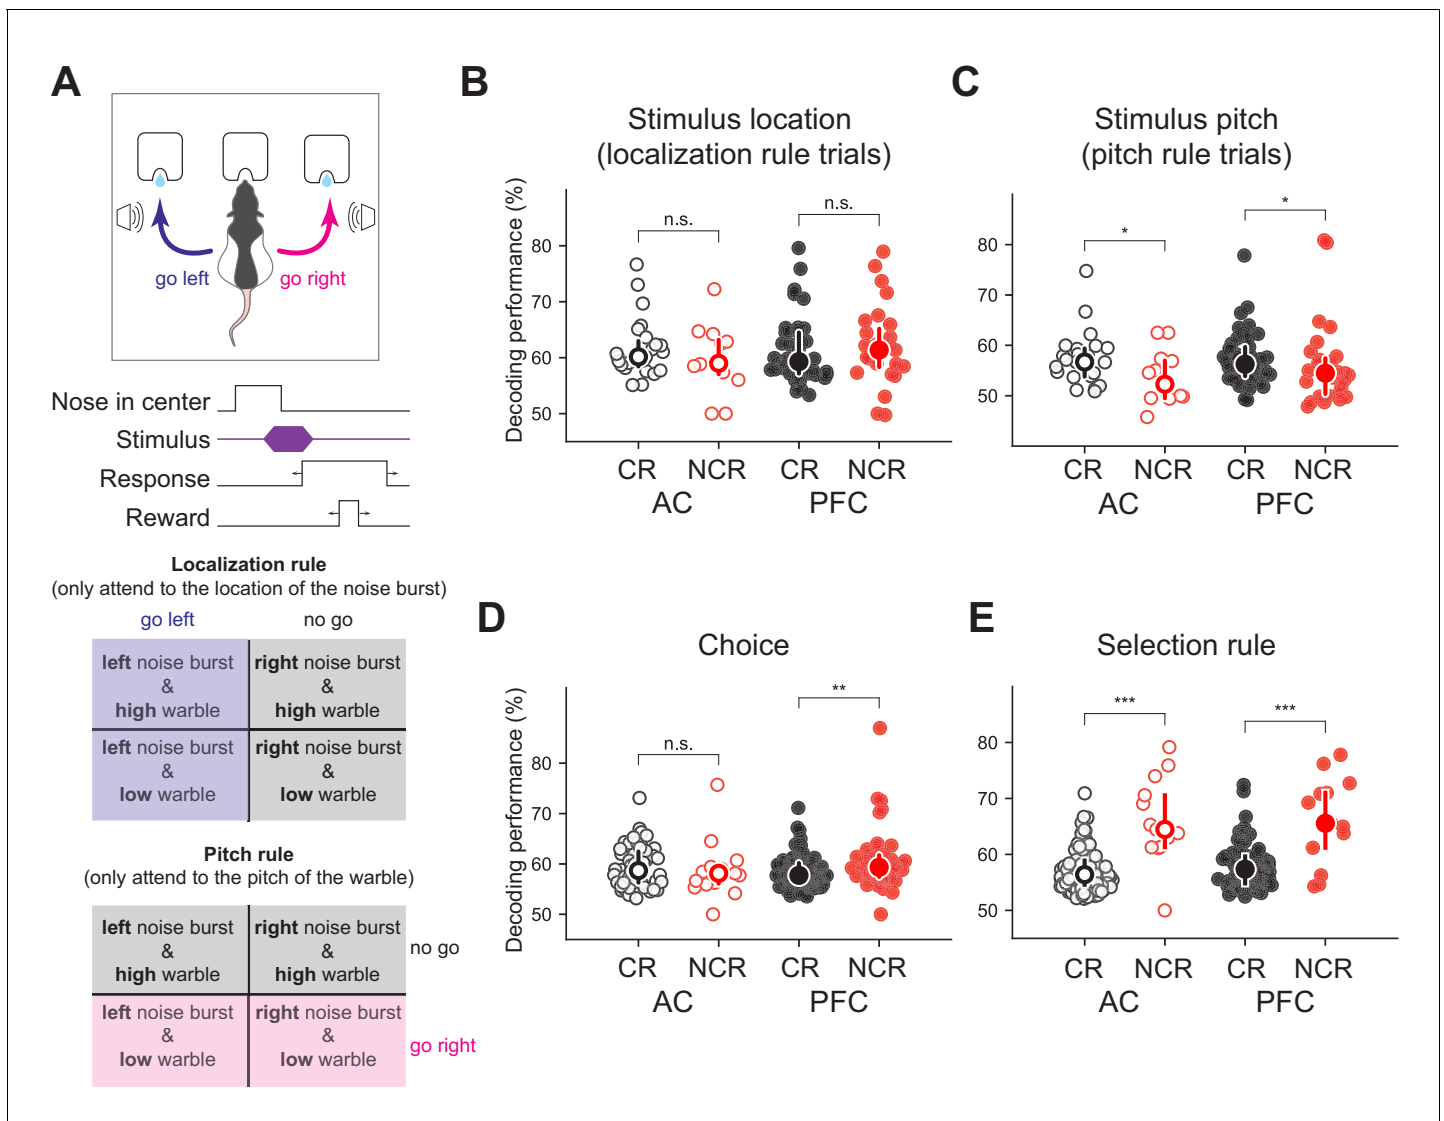 A
go left
go right
Nose in center
Stimulus
Response
Reward
Localization rule
(only attend to the location of the noise burst)
go left no go
left noise burst
&
high warble
right noise burst
&
high warble
left noise burst
&
low warble
right noise burst
&
low warble
Pitch rule
(only attend to the pitch of the warble)
left noise burst
&
high warble
right noise burst
&
high warble
no go
left noise burst
&
low warble
right noise burst
&
low warble
go right
B
Stimulus location
(localization rule trials)
Decoding performance (%)
n.s.
n.s.
80
70
60
50
CR NCR CR NCR
AC PFC
C
Stimulus pitch
(pitch rule trials)
*
*
80
70
60
50
CR NCR CR NCR
AC PFC
D
Choice
Decoding performance (%)
n.s.
**
80
70
60
50
CR NCR CR NCR
AC PFC
E
Selection rule
***
***
80
70
60
50
CR NCR CR NCR
AC PFC